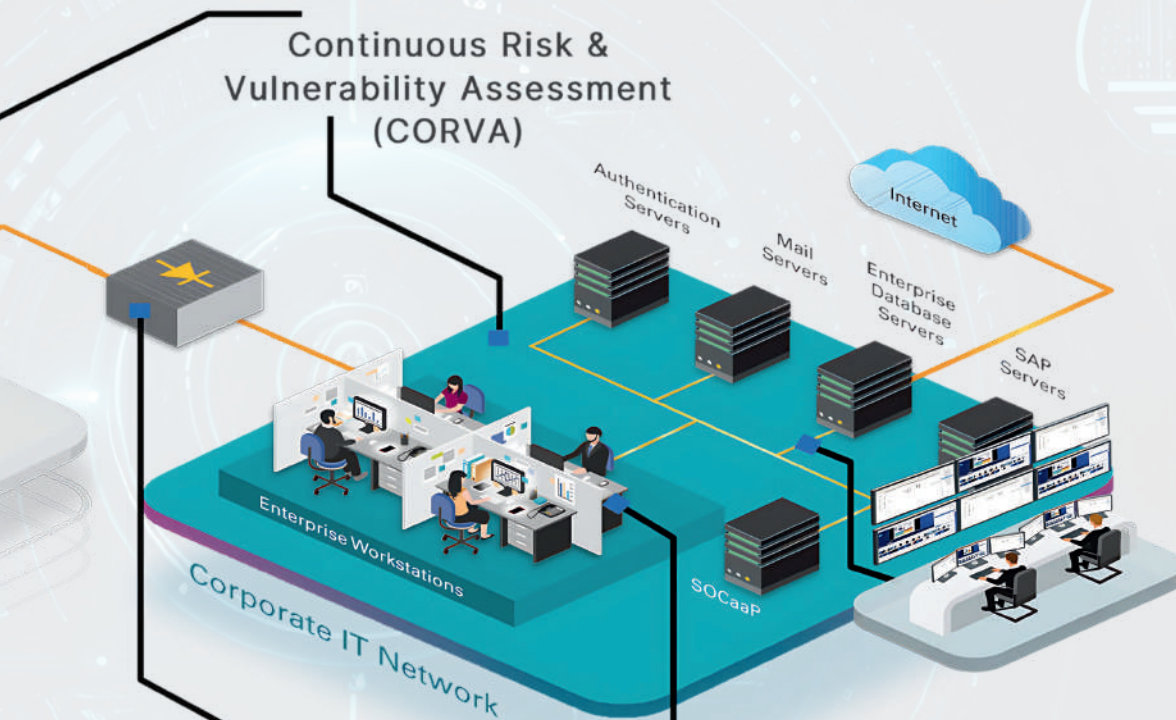 Continuous Risk &
Vulnerability Assessment
(CORVA)
Authentication
Servers
Mail
Servers
Enterprise
Database
Servers
Internet
SAP
Servers
Enterprise Workstations
SOCaaP
Corporate IT Network